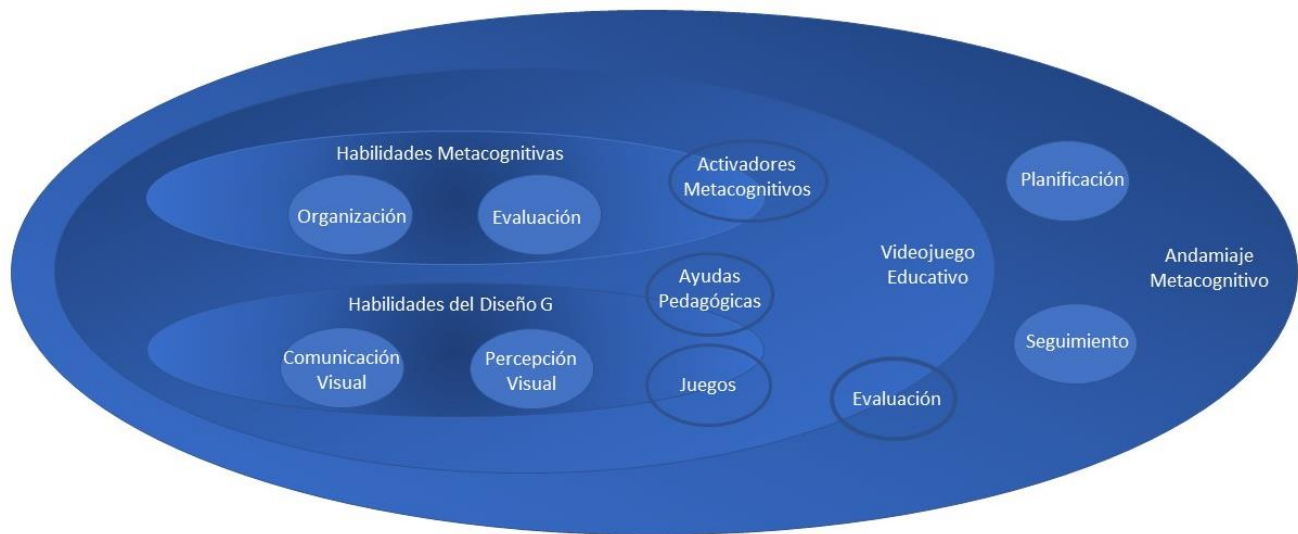 Habilidades Metacognitivas
Organización
Evaluación
Activadores
Metacognitivos
Planificación
Habilidades del Diseño G
Comunicación
Visual
Percepción
Visual
Ayudas
Pedagógicas
Juegos
Videojuego
Educativo
Evaluación
Seguimiento
Andamiaje
Metacognitivo